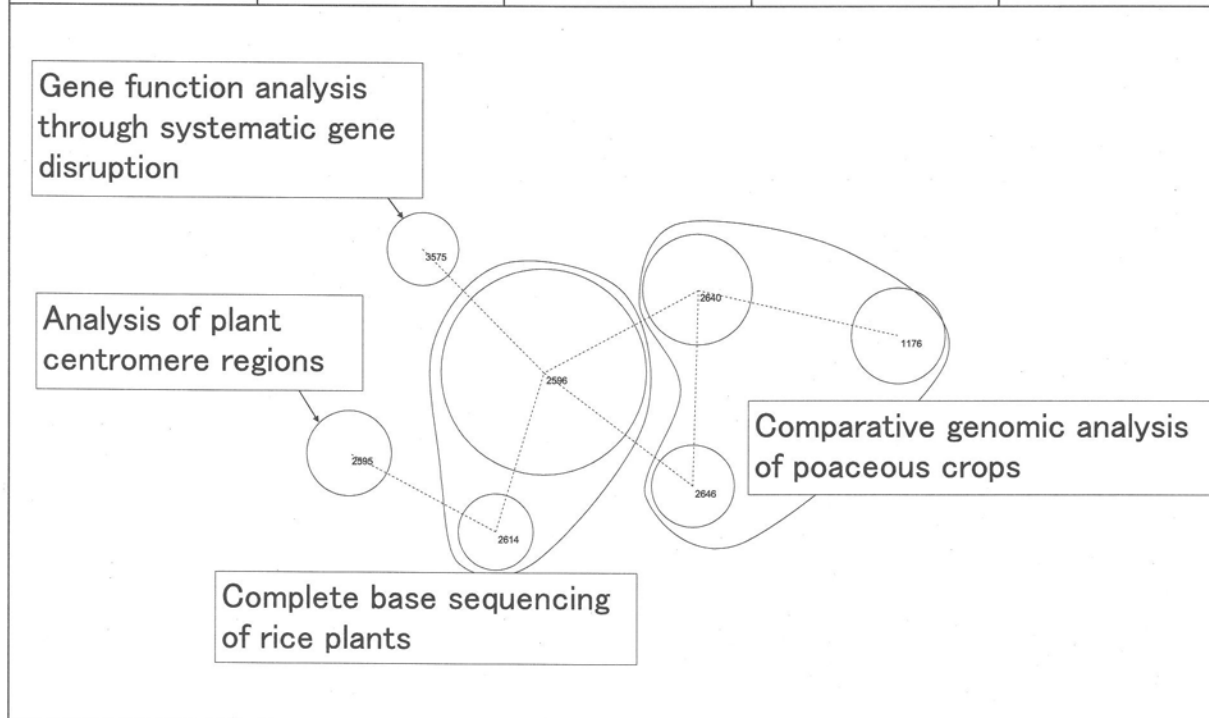 Gene function analysis
through systematic gene
disruption
3575
2640
Analysis of plant
centromere regions
1176
2596
Comparative genomic analysis
of poaceous crops
2595
2646
2614
Complete base sequencing
of rice plants